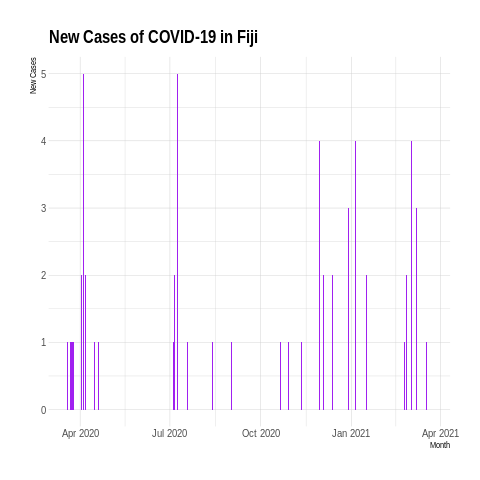 New Cases of COVID-19 in Fiji
New Cases
5
4
3
2
1
0
Apr 2020
Jul 2020
Oct 2020
Jan 2021
Apr 2021
Month